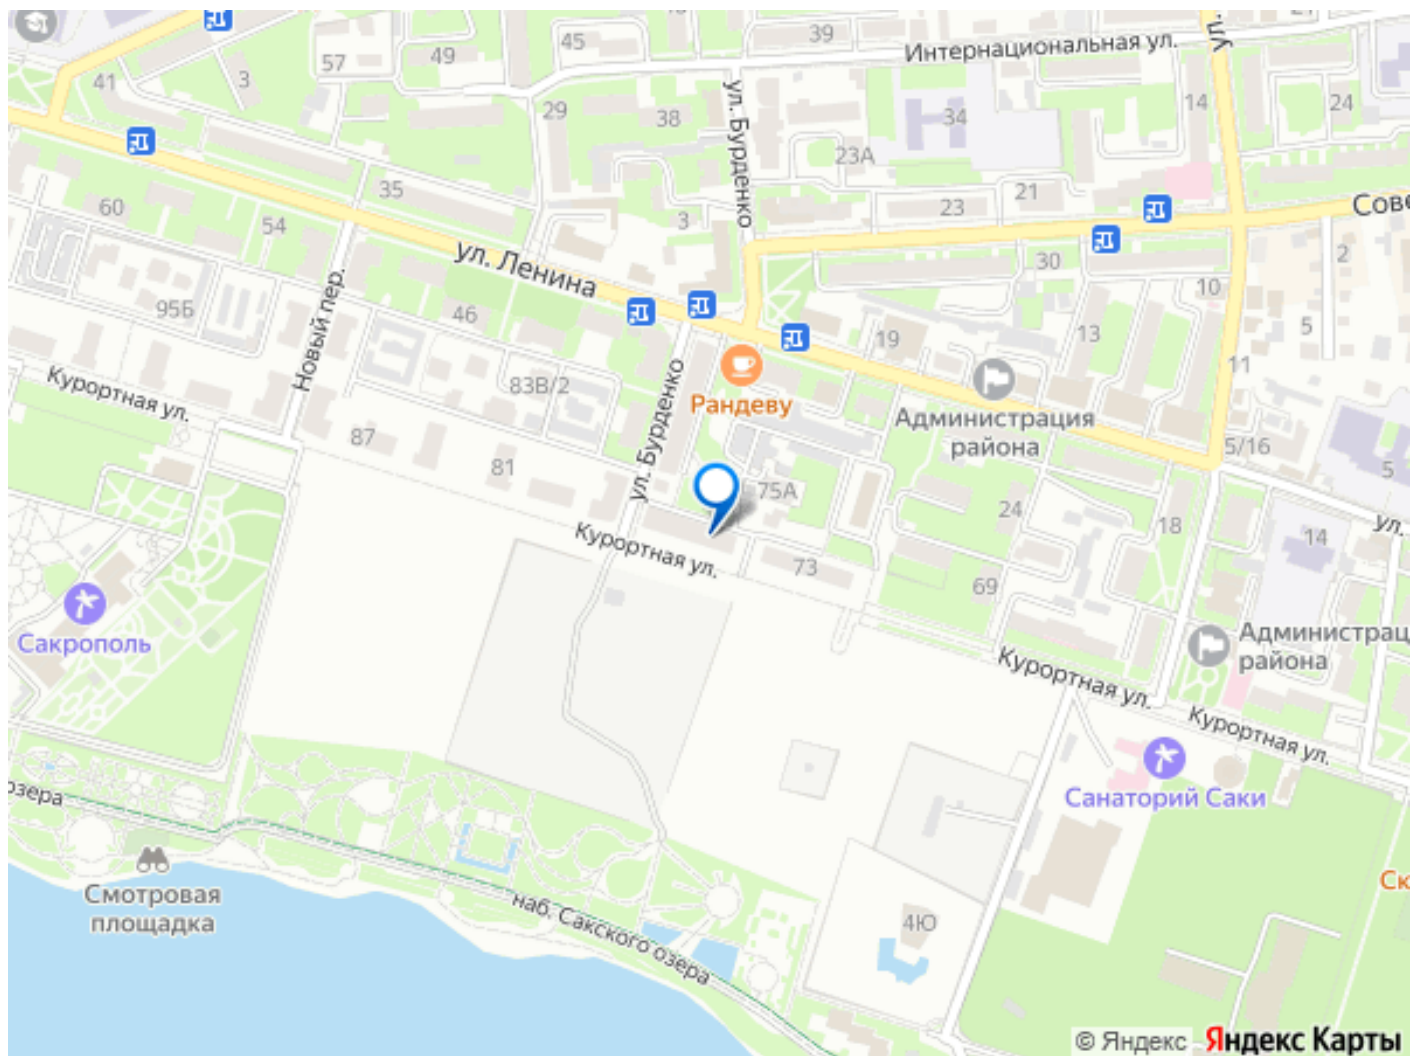 45
39
Интернациональная ул.
ул.
57
49
41
3
29
38
ул. Бурденко
34
14
24
23А
35
60
54
3
23
21
Сове
ул. Ленина
30
2
95Б
46
Новый пер.
10
5
19
13
11
Курортная ул.
83В/2
ул. Бурденко
Рандеву
Администрация
района
87
81
5/16
5
75А
24
18
ул.
14
Курортная ул.
73
69
Сакрополь
Администрац
района
Курортная ул.
Курортная ул.
Санаторий Саки
озера
Смотровая
площадка
наб. Сакского озера
4Ю
Ск
© Яндекс Яндекс Карты